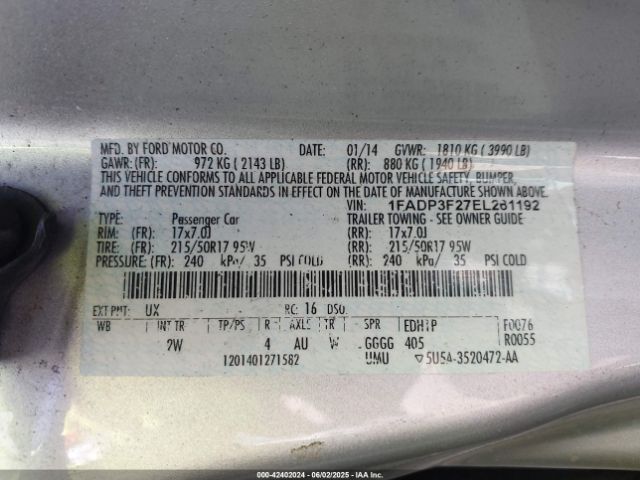 MFD. BY FORD MOTOR CO. DATE: 01/14 GVWR: 1810 KG ( 3990 LB)
GAWR: (FR): 972 KG ( 2143 LB) (RR): 880 KG ( 1940 LB)
THIS VEHICLE CONFORMS TO ALL APPLICABLE FEDERAL MOTOR VEHICLE SAFETY, BUMPER,
AND THEFT PREVENTION STANDARDS IN EFFECT ON THE DATE OF MANUFACTURE SHOWN ABOVE.
VIN: 1FADP3F27EL261192
TYPE: Passenger Car TRAILER TOWING - SEE OWNER GUIDE
RIM: (FR): 17x7.0J (RR): 17x7.0J
TIRE: (FR): 215/50R17 95W (RR): 215/50R17 95W
PRESSURE: (FR): 240 kPa/ 35 PSI COLD (RR): 240 kPa/ 35 PSI COLD
EXT PNT: UX RC: 16 DSO:
WB INT TR TP/PS R AXLE TR SPR F0076
2W 4 AU W GGGG 405 R0055
1201401271582 UMU ▽5U5A-3520472-AA
000-42402024 | 06/02/2025 | IAA Inc.